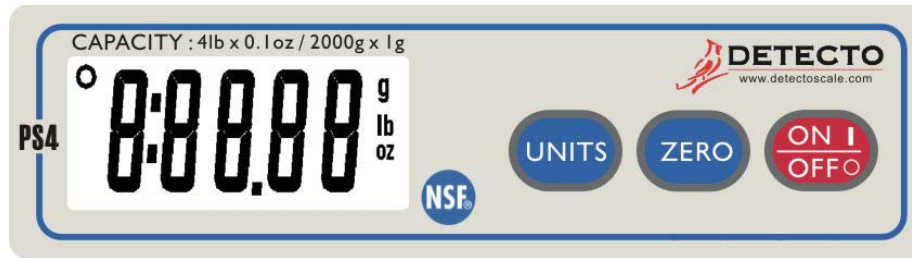 CAPACITY : 4lb x 0.1oz / 2000g x 1g
DETECTO
www.detectoscale.com
8:88.88
g
lb
oz
PS4
UNITS
ZERO
ON I
OFF O
NSF®